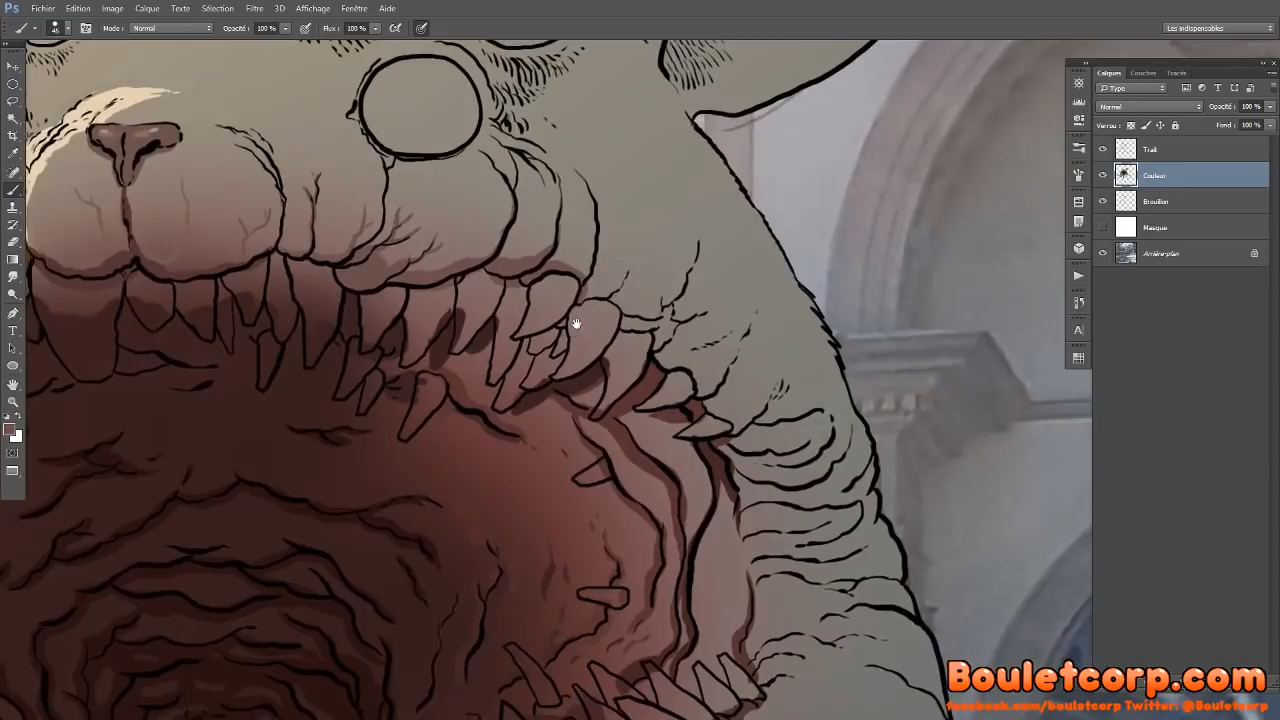 Ps Fichier Edition Image Calque Texte Sélection Filtre 3D Affichage Fenêtre Aide
45 Mode : Normal Opacité : 100 % Flux : 100 % Les indispensables
Calques Couches Tracés
Type
Normal Opacité : 100 %
Verrou : Fond : 100 %
Trait
Couleur
Brouillon
Masque
Arrière-plan
Bouletcorp.com
facebook.com/bouletcorp Twitter: @Bouletcorp